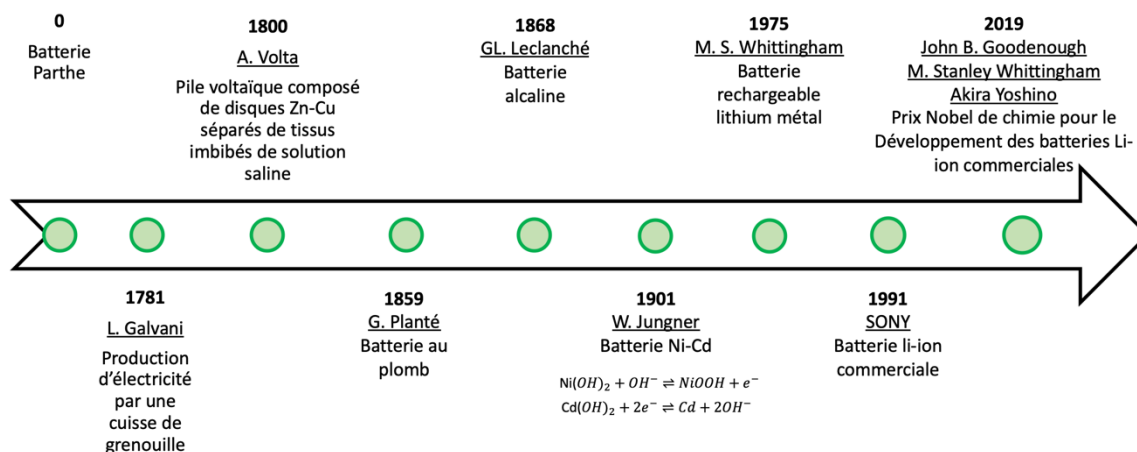 0
Batterie
Parthe
1800
A. Volta
Pile voltaïque composé
de disques Zn-Cu
séparés de tissus
imbibés de solution
saline
1868
GL. Leclanché
Batterie
alcaline
1975
M. S. Whittingham
Batterie
rechargeable
lithium métal
2019
John B. Goodenough
M. Stanley Whittingham
Akira Yoshino
Prix Nobel de chimie pour le
Développement des batteries Li-
ion commerciales
1781
L. Galvani
Production
d'électricité
par une
cuisse de
grenouille
1859
G. Planté
Batterie au
plomb
1901
W. Jungner
Batterie Ni-Cd
Ni(OH)₂ + OH⁻ ⇌ NiOOH + e⁻
Cd(OH)₂ + 2e⁻ ⇌ Cd + 2OH⁻
1991
SONY
Batterie li-ion
commerciale